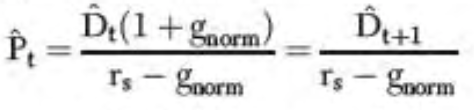 P̂ₜ = D̂ₜ(1 + gₙₒᵣₘ) / (rₛ − gₙₒᵣₘ) = D̂ₜ₊₁ / (rₛ − gₙₒᵣₘ)